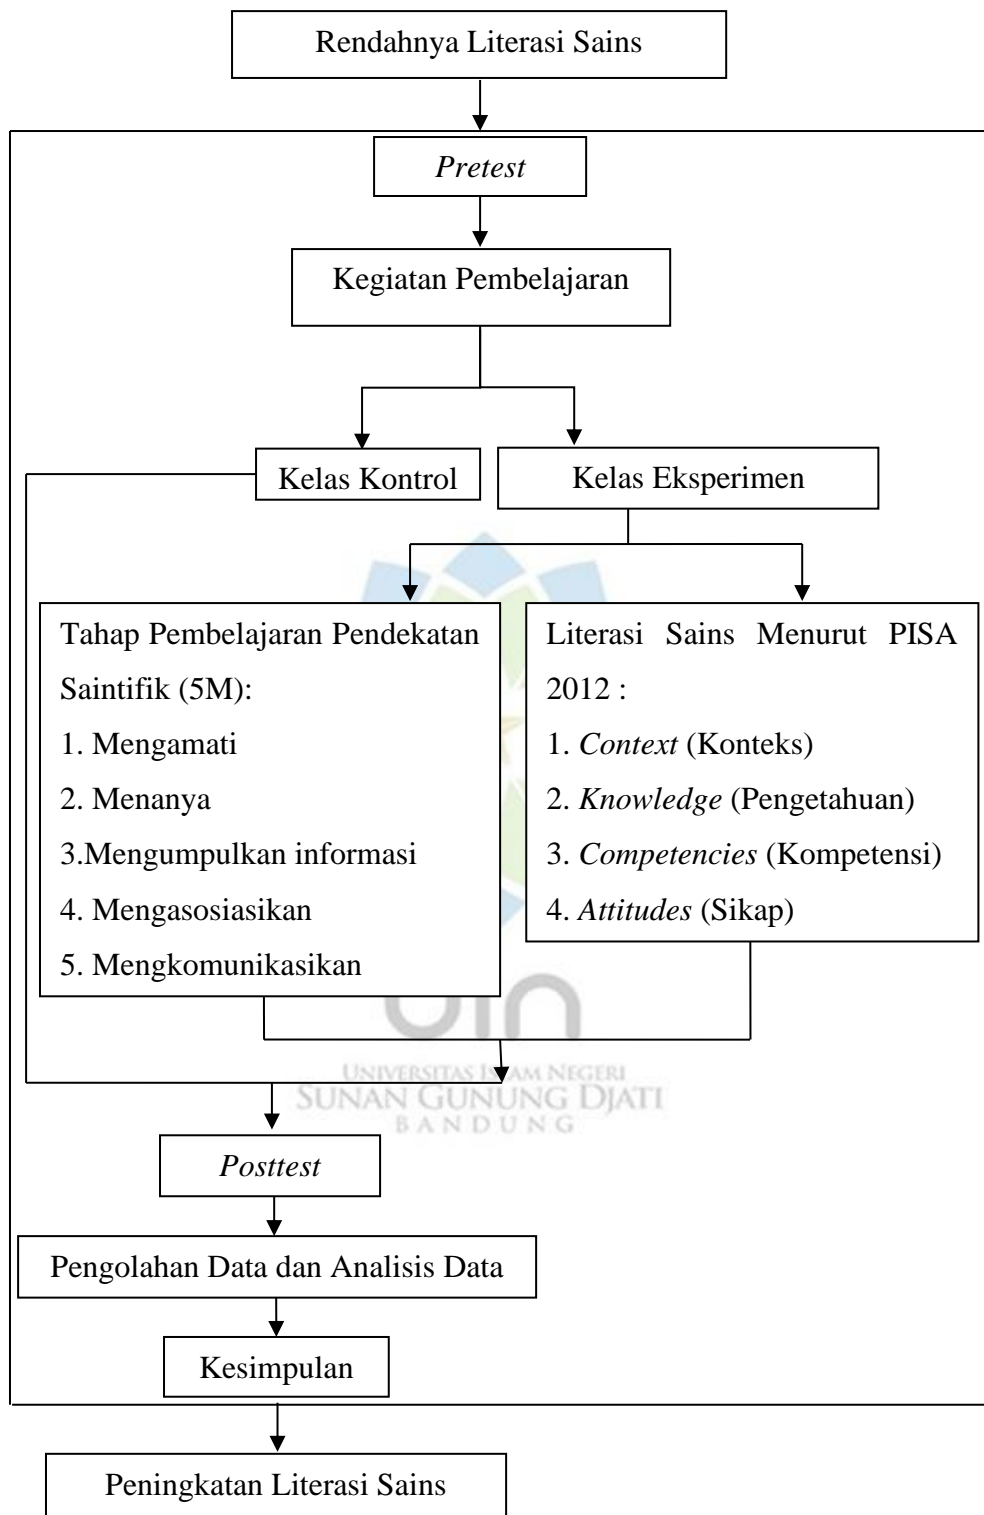 Rendahnya Literasi Sains
Pretest
Kegiatan Pembelajaran
Kelas Kontrol
Kelas Eksperimen
Tahap Pembelajaran Pendekatan
Saintifik (5M):
1. Mengamati
2. Menanya
3.Mengumpulkan informasi
4. Mengasosiasikan
5. Mengkomunikasikan
Literasi Sains Menurut PISA
2012 :
1. Context (Konteks)
2. Knowledge (Pengetahuan)
3. Competencies (Kompetensi)
4. Attitudes (Sikap)
uin
UNIVERSITAS ISLAM NEGERI
SUNAN GUNUNG DJATI
BANDUNG
Posttest
Pengolahan Data dan Analisis Data
Kesimpulan
Peningkatan Literasi Sains